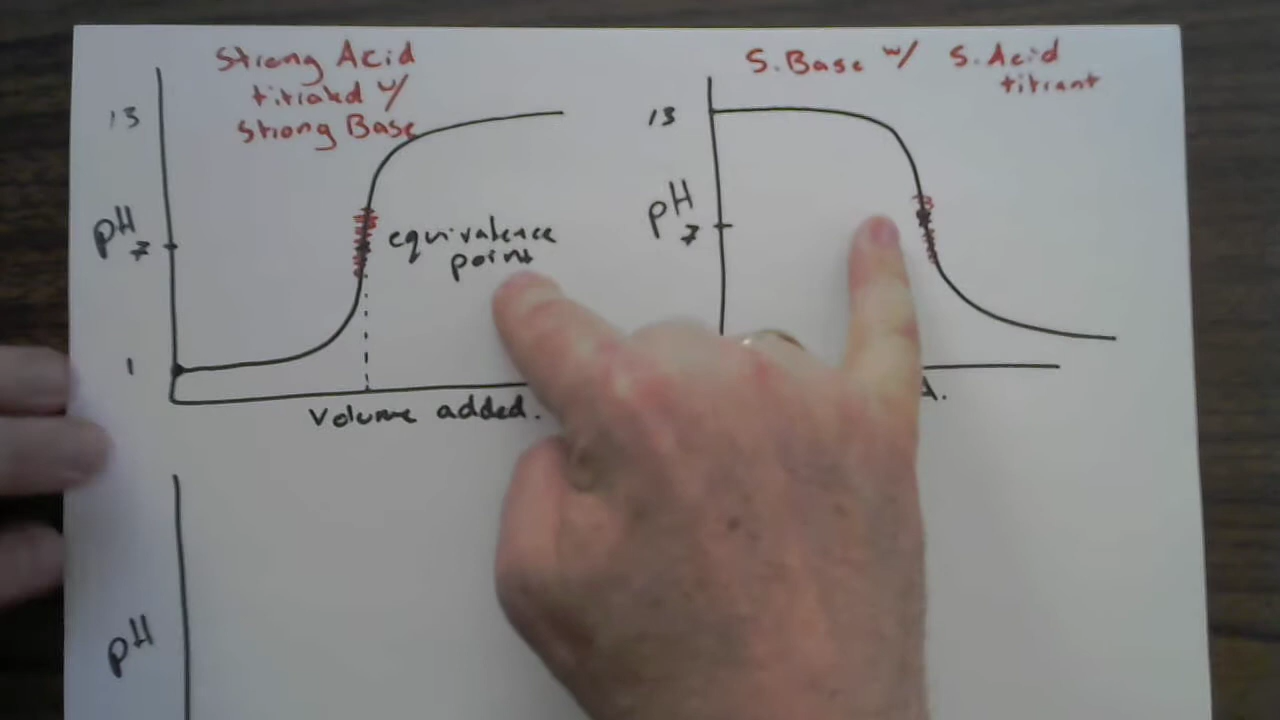 Strong Acid
titrated w/
Strong Base
13
pH
7
1
equivalence
point
Volume added.
S. Base w/ S. Acid
titrant
13
pH
7
A.
pH